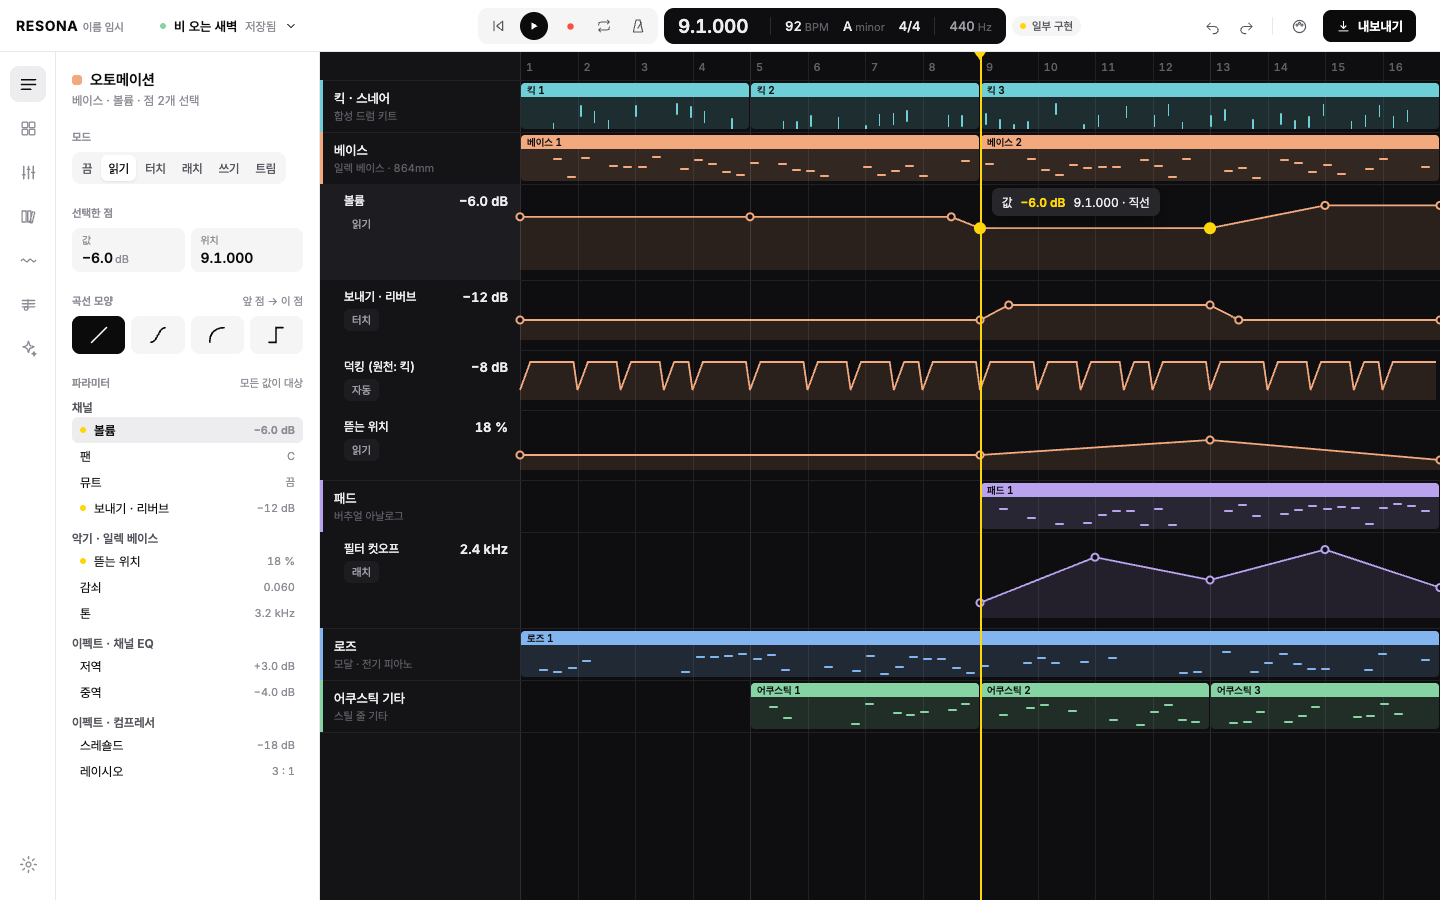 RESONA 이름 임시
비 오는 새벽 저장됨
9.1.000 92 BPM A minor 4/4 440 Hz
일부 구현
내보내기
오토메이션
베이스 · 볼륨 · 점 2개 선택
모드
끔 읽기 터치 래치 쓰기 트림
선택한 점
값 위치
−6.0 dB 9.1.000
곡선 모양 앞 점 → 이 점
파라미터 모든 값이 대상
채널
볼륨 −6.0 dB
팬 C
뮤트 끔
보내기 · 리버브 −12 dB
악기 · 일렉 베이스
뜯는 위치 18 %
감쇠 0.060
톤 3.2 kHz
이펙트 · 채널 EQ
저역 +3.0 dB
중역 −4.0 dB
이펙트 · 컴프레서
스레숄드 −18 dB
레이시오 3 : 1
1 2 3 4 5 6 7 8 9 10 11 12 13 14 15 16
킥 · 스네어
합성 드럼 키트
킥 1 킥 2 킥 3
베이스
일렉 베이스 · 864mm
베이스 1 베이스 2
볼륨 −6.0 dB
읽기
값 −6.0 dB 9.1.000 · 직선
보내기 · 리버브 −12 dB
터치
덕킹 (원천: 킥) −8 dB
자동
뜯는 위치 18 %
읽기
패드
버추얼 아날로그
패드 1
필터 컷오프 2.4 kHz
래치
로즈
모달 · 전기 피아노
로즈 1
어쿠스틱 기타
스틸 줄 기타
어쿠스틱 1 어쿠스틱 2 어쿠스틱 3